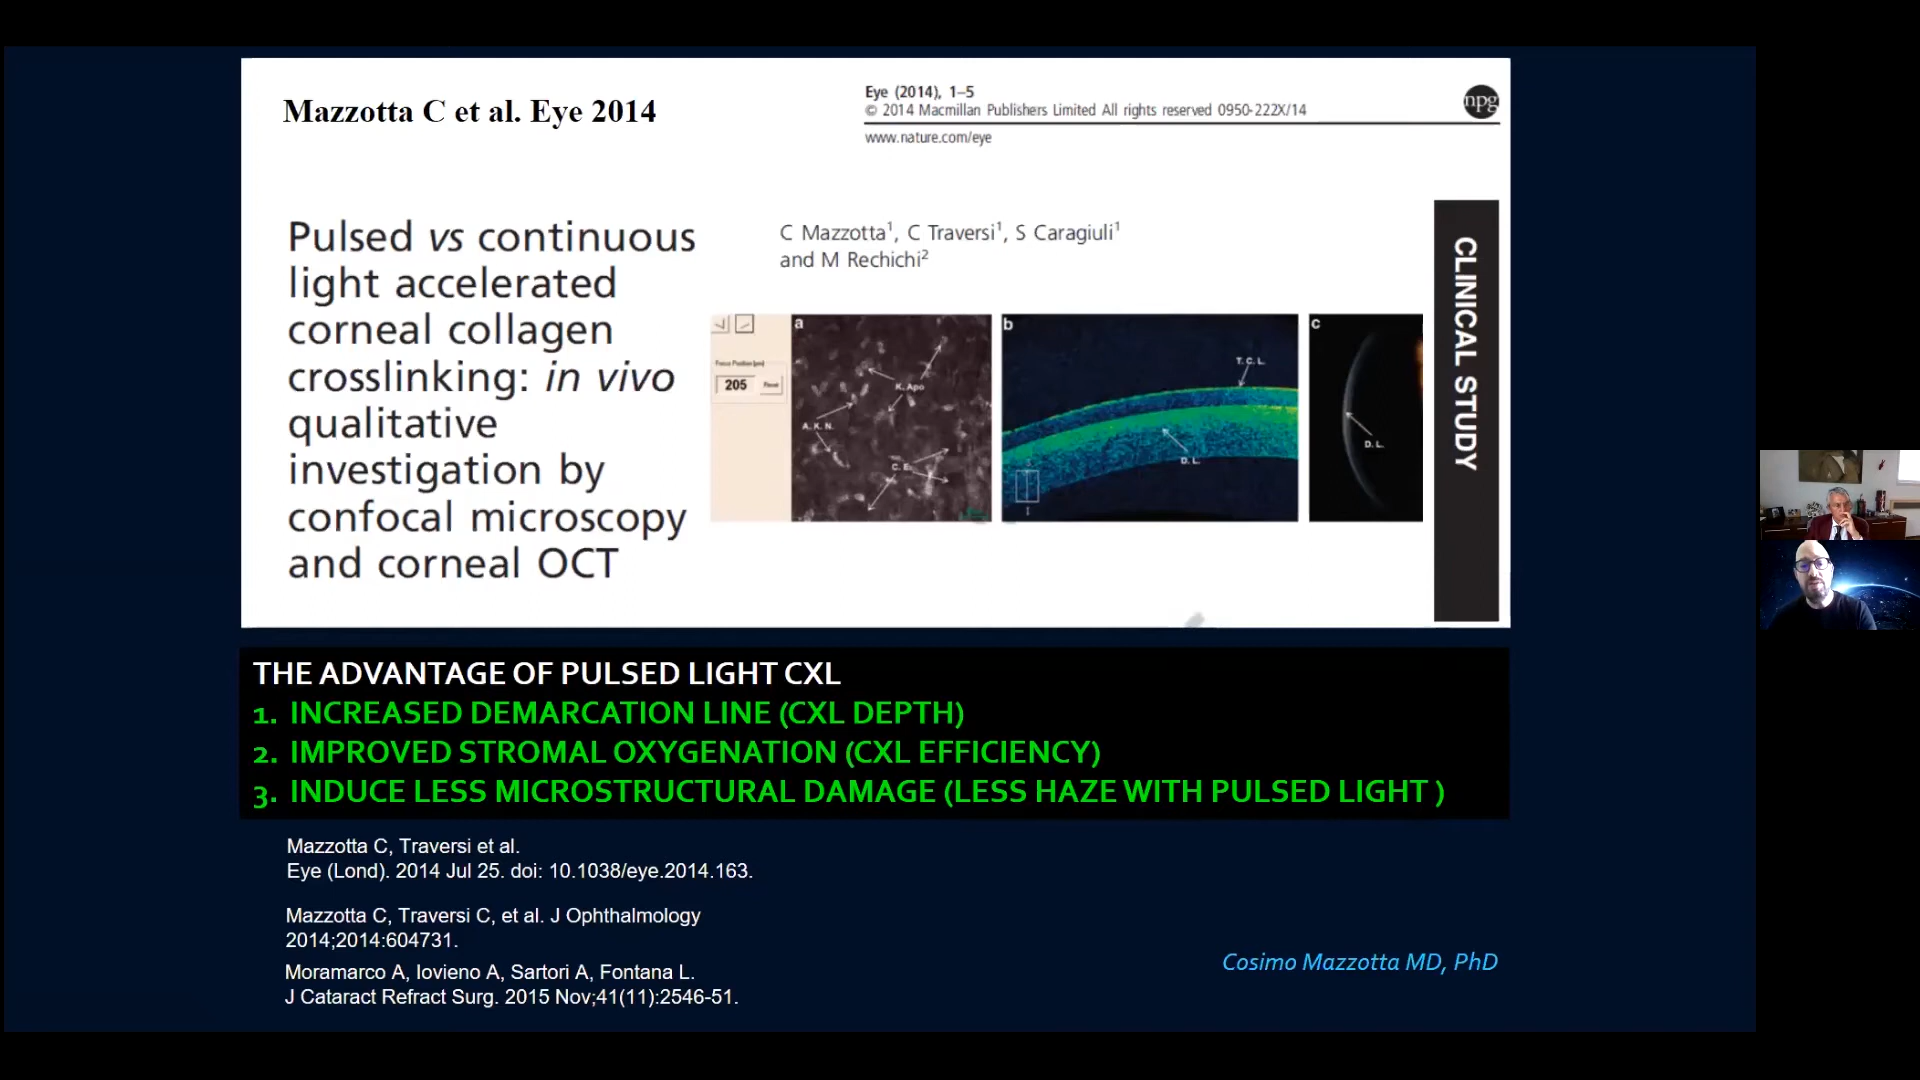 Mazzotta C et al. Eye 2014
Eye (2014), 1–5
© 2014 Macmillan Publishers Limited All rights reserved 0950-222X/14
www.nature.com/eye
npg
Pulsed vs continuous
light accelerated
corneal collagen
crosslinking: in vivo
qualitative
investigation by
confocal microscopy
and corneal OCT
C Mazzotta1, C Traversi1, S Caragiuli1
and M Rechichi2
CLINICAL STUDY
Focus Position [µm]
205
Reset
a
K. Apo
A. K. N.
C. E.
b
T. C. L.
D. L.
c
D. L.
THE ADVANTAGE OF PULSED LIGHT CXL
1. INCREASED DEMARCATION LINE (CXL DEPTH)
2. IMPROVED STROMAL OXYGENATION (CXL EFFICIENCY)
3. INDUCE LESS MICROSTRUCTURAL DAMAGE (LESS HAZE WITH PULSED LIGHT )
Mazzotta C, Traversi et al.
Eye (Lond). 2014 Jul 25. doi: 10.1038/eye.2014.163.
Mazzotta C, Traversi C, et al. J Ophthalmology
2014;2014:604731.
Moramarco A, Iovieno A, Sartori A, Fontana L.
J Cataract Refract Surg. 2015 Nov;41(11):2546-51.
Cosimo Mazzotta MD, PhD